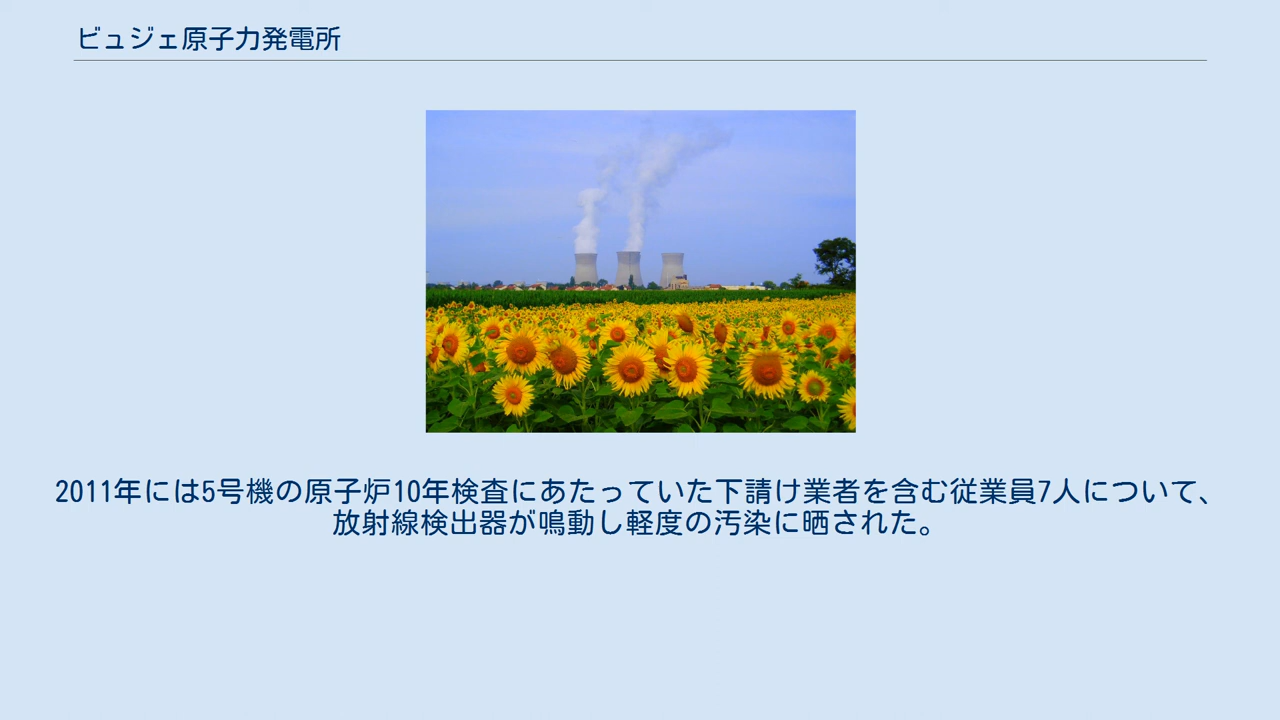 ビュジェ原子力発電所
2011年には5号機の原子炉10年検査にあたっていた下請け業者を含む従業員7人について、
放射線検出器が鳴動し軽度の汚染に晒された。